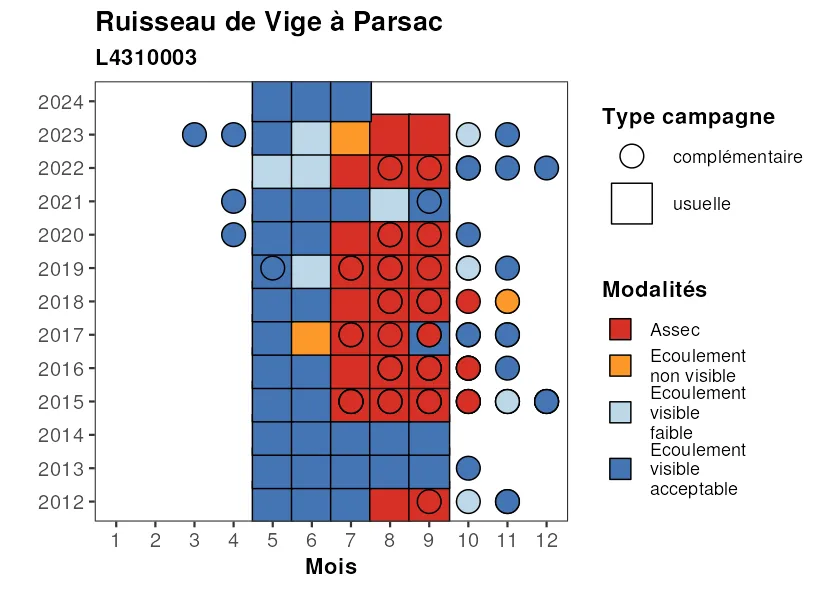 Ruisseau de Vige à Parsac
L4310003
2024
2023
2022
2021
2020
2019
2018
2017
2016
2015
2014
2013
2012
1 2 3 4 5 6 7 8 9 10 11 12
Mois
Type campagne
complémentaire
usuelle
Modalités
Assec
Ecoulement
non visible
Ecoulement
visible
faible
Ecoulement
visible
acceptable